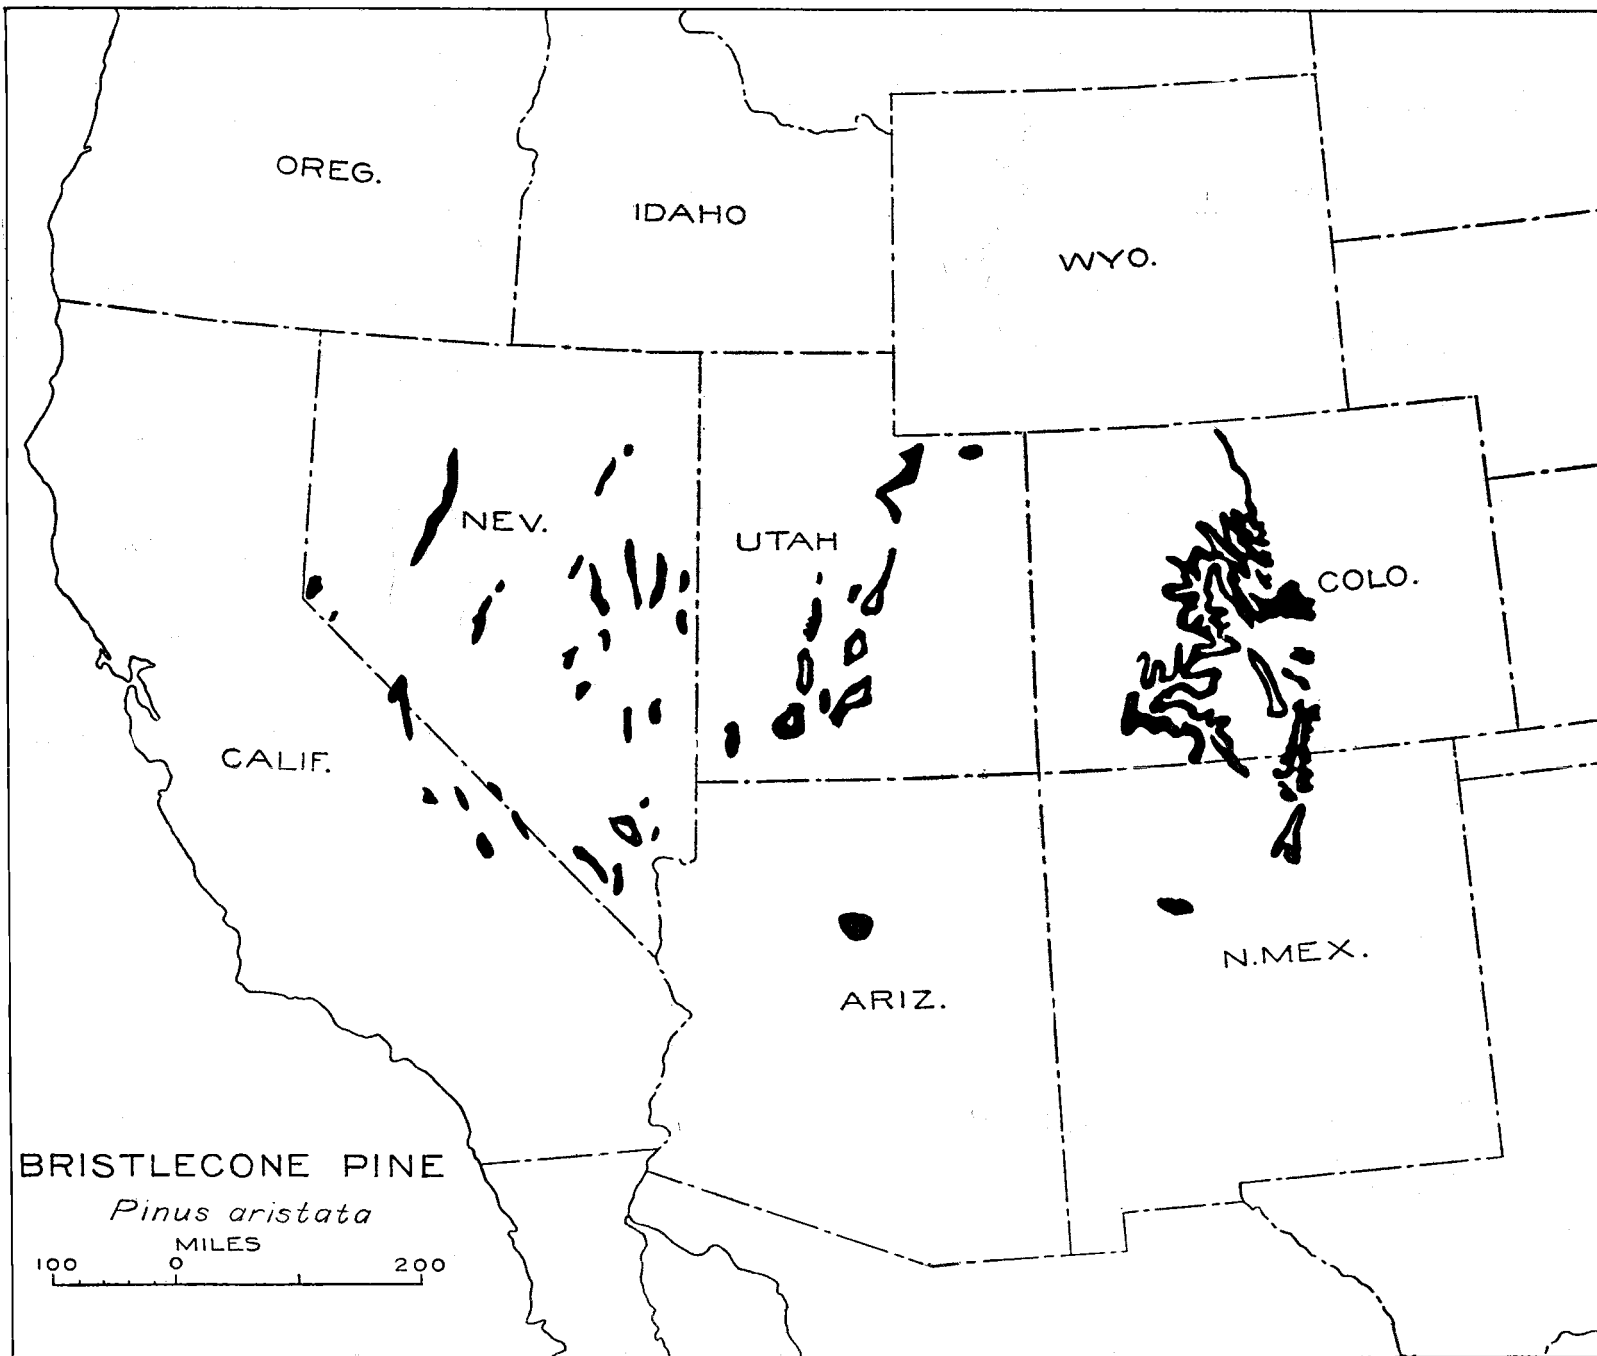 OREG.
IDAHO
WYO.
NEV.
UTAH
COLO.
CALIF.
N.MEX.
ARIZ.
BRISTLECONE PINE
Pinus aristata
MILES
100 0 200